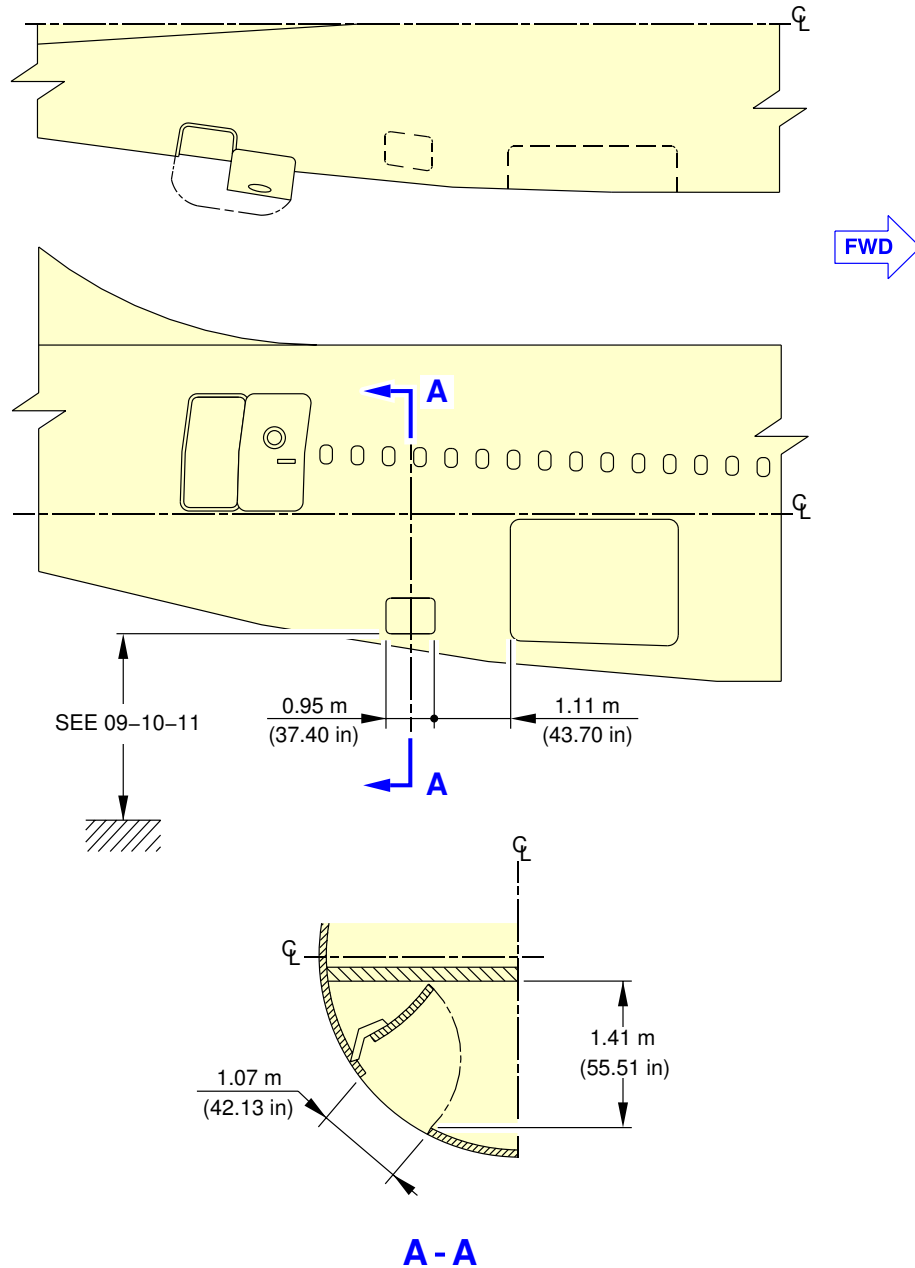 ℄
FWD
A
℄
SEE 09−10−11
0.95 m
(37.40 in)
1.11 m
(43.70 in)
A
℄
℄
1.41 m
(55.51 in)
1.07 m
(42.13 in)
A - A